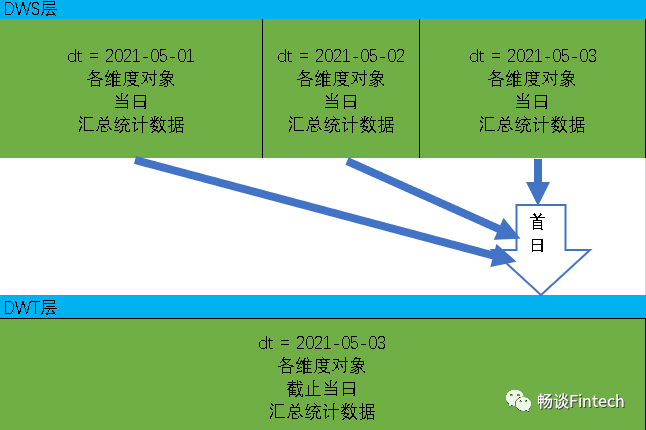 DWS层
dt = 2021-05-01
各维度对象
当日
汇总统计数据
dt = 2021-05-02
各维度对象
当日
汇总统计数据
dt = 2021-05-03
各维度对象
当日
汇总统计数据
首
日
DWT层
dt = 2021-05-03
各维度对象
截止当日
汇总统计数据
畅谈Fintech